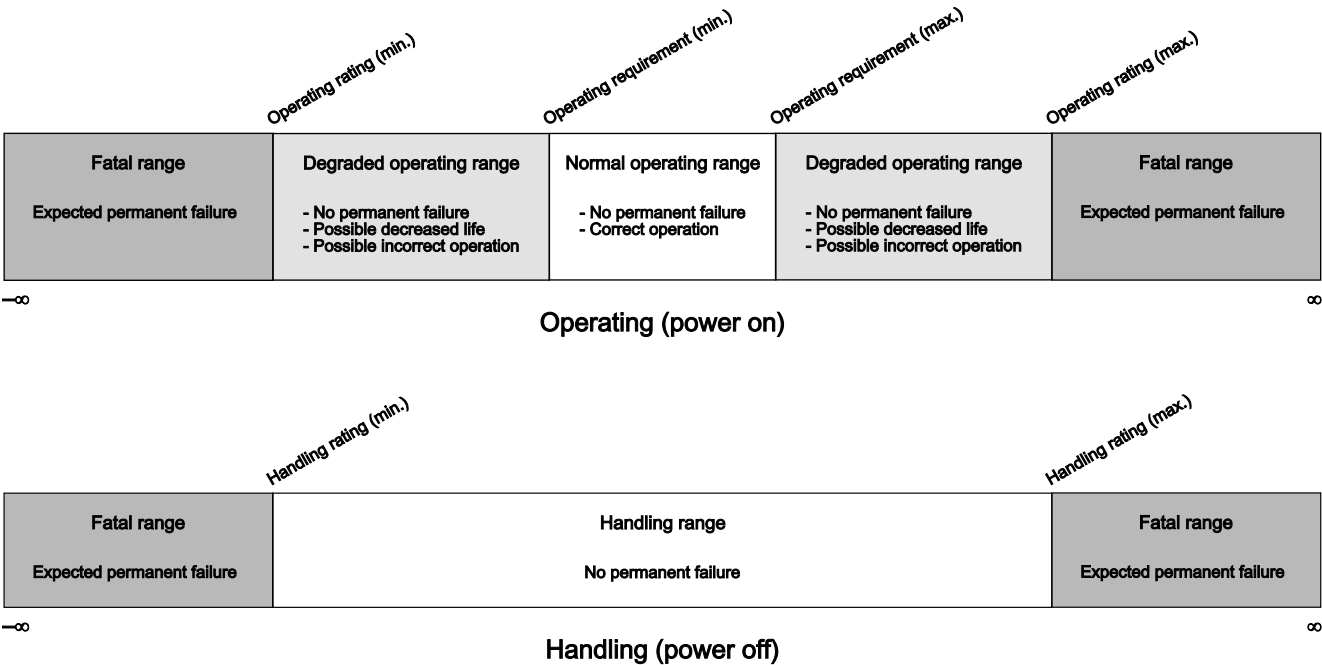 Operating rating (min.)
Operating requirement (min.)
Operating requirement (max.)
Operating rating (max.)
Fatal range
Degraded operating range
Normal operating range
Degraded operating range
Fatal range
Expected permanent failure
- No permanent failure
- Possible decreased life
- Possible incorrect operation
- No permanent failure
- Correct operation
- No permanent failure
- Possible decreased life
- Possible incorrect operation
Expected permanent failure
–∞
∞
Operating (power on)
Handling rating (min.)
Handling rating (max.)
Fatal range
Handling range
Fatal range
Expected permanent failure
No permanent failure
Expected permanent failure
–∞
∞
Handling (power off)